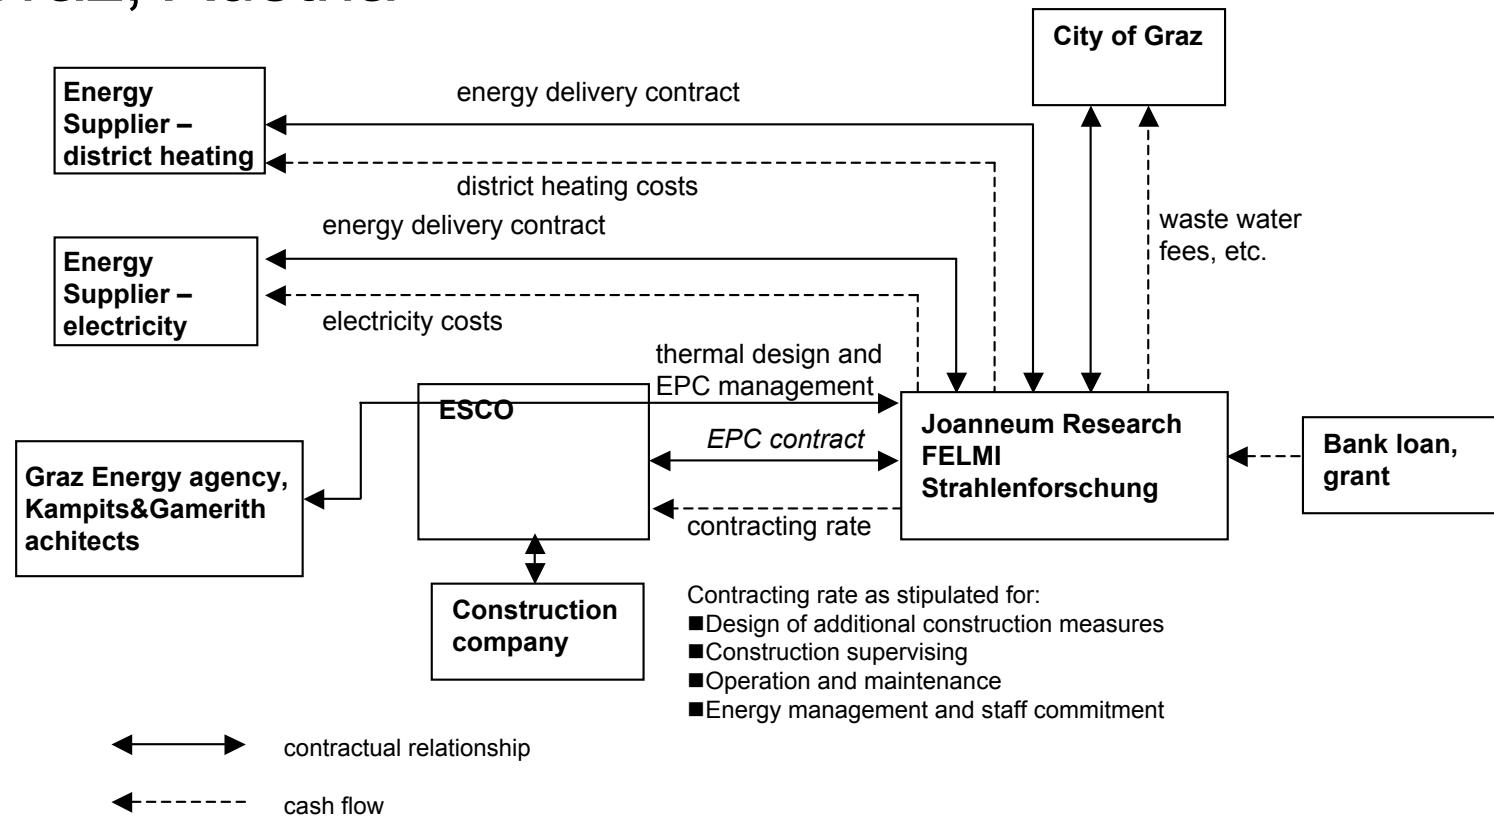 City of Graz
Energy
Supplier –
district heating
energy delivery contract
district heating costs
waste water
fees, etc.
energy delivery contract
Energy
Supplier –
electricity
electricity costs
thermal design and
EPC management
ESCO
EPC contract
Joanneum Research
FELMI
Strahlenforschung
Bank loan,
grant
Graz Energy agency,
Kampits&Gamerith
achitects
contracting rate
Construction
company
Contracting rate as stipulated for:
■Design of additional construction measures
■Construction supervising
■Operation and maintenance
■Energy management and staff commitment
contractual relationship
cash flow